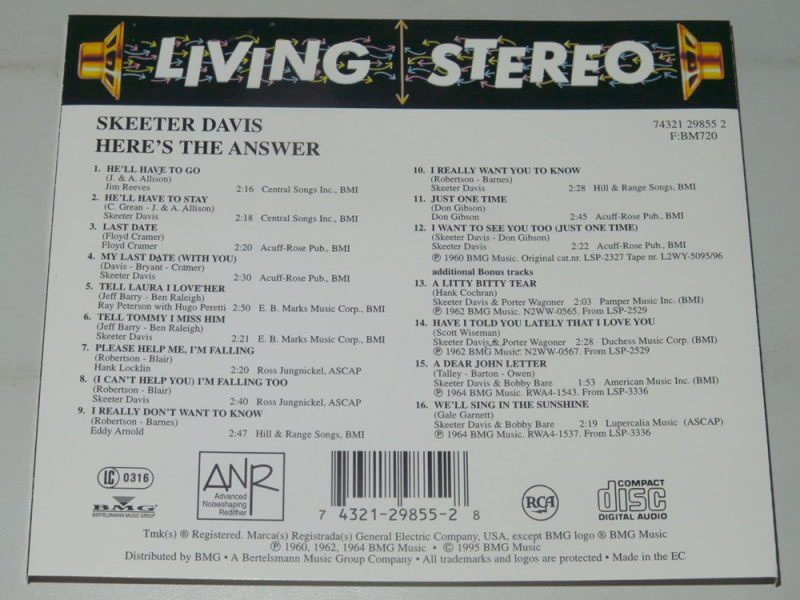 LIVING STEREO
SKEETER DAVIS
HERE'S THE ANSWER
74321 29855 2
F:BM720
1. HE'LL HAVE TO GO
(J. & A. Allison)
Jim Reeves 2:16 Central Songs Inc., BMI
2. HE'LL HAVE TO STAY
(C. Grean - J. & A. Allison)
Skeeter Davis 2:18 Central Songs Inc., BMI
3. LAST DATE
(Floyd Cramer)
Floyd Cramer 2:20 Acuff-Rose Pub., BMI
4. MY LAST DATE (WITH YOU)
(Davis - Bryant - Cramer)
Skeeter Davis 2:30 Acuff-Rose Pub., BMI
5. TELL LAURA I LOVE HER
(Jeff Barry - Ben Raleigh)
Ray Peterson with Hugo Peretti 2:50 E. B. Marks Music Corp., BMI
6. TELL TOMMY I MISS HIM
(Jeff Barry - Ben Raleigh)
Skeeter Davis 2:21 E. B. Marks Music Corp., BMI
7. PLEASE HELP ME, I'M FALLING
(Robertson - Blair)
Hank Locklin 2:20 Ross Jungnickel, ASCAP
8. (I CAN'T HELP YOU) I'M FALLING TOO
(Robertson - Blair)
Skeeter Davis 2:40 Ross Jungnickel, ASCAP
9. I REALLY DON'T WANT TO KNOW
(Robertson - Barnes)
Eddy Arnold 2:47 Hill & Range Songs, BMI
10. I REALLY WANT YOU TO KNOW
(Robertson - Barnes)
Skeeter Davis 2:28 Hill & Range Songs, BMI
11. JUST ONE TIME
(Don Gibson)
Don Gibson 2:45 Acuff-Rose Pub., BMI
12. I WANT TO SEE YOU TOO (JUST ONE TIME)
(Skeeter Davis - Don Gibson)
Skeeter Davis 2:22 Acuff-Rose Pub., BMI
℗ 1960 BMG Music. Original cat.nr. LSP-2327 Tape nr. L2WY-5095/96
additional Bonus tracks
13. A LITTY BITTY TEAR
(Hank Cochran)
Skeeter Davis & Porter Wagoner 2:03 Pamper Music Inc. (BMI)
℗ 1962 BMG Music. N2WW-0565. From LSP-2529
14. HAVE I TOLD YOU LATELY THAT I LOVE YOU
(Scott Wiseman)
Skeeter Davis & Porter Wagoner 2:28 Duchess Music Corp. (BMI)
℗ 1962 BMG Music. N2WW-0567. From LSP-2529
15. A DEAR JOHN LETTER
(Talley - Barton - Owen)
Skeeter Davis & Bobby Bare 1:53 American Music Inc. (BMI)
℗ 1964 BMG Music. RWA4-1543. From LSP-3336
16. WE'LL SING IN THE SUNSHINE
(Gale Garnett)
Skeeter Davis & Bobby Bare 2:19 Lupercalia Music (ASCAP)
℗ 1964 BMG Music. RWA4-1537. From LSP-3336
LC 0316
BMG
BERTELSMANN MUSIC GROUP
ANR
Advanced
Noiseshaping
Redither
7 4321-29855-2 8
RCA
COMPACT
disc
DIGITAL AUDIO
Tmk(s) ® Registered. Marca(s) Registrada(s) General Electric Company, USA, except BMG logo ® BMG Music
℗ 1960, 1962, 1964 BMG Music • © 1995 BMG Music
Distributed by BMG • A Bertelsmann Music Group Company • All trademarks and logos are protected • Made in the EC